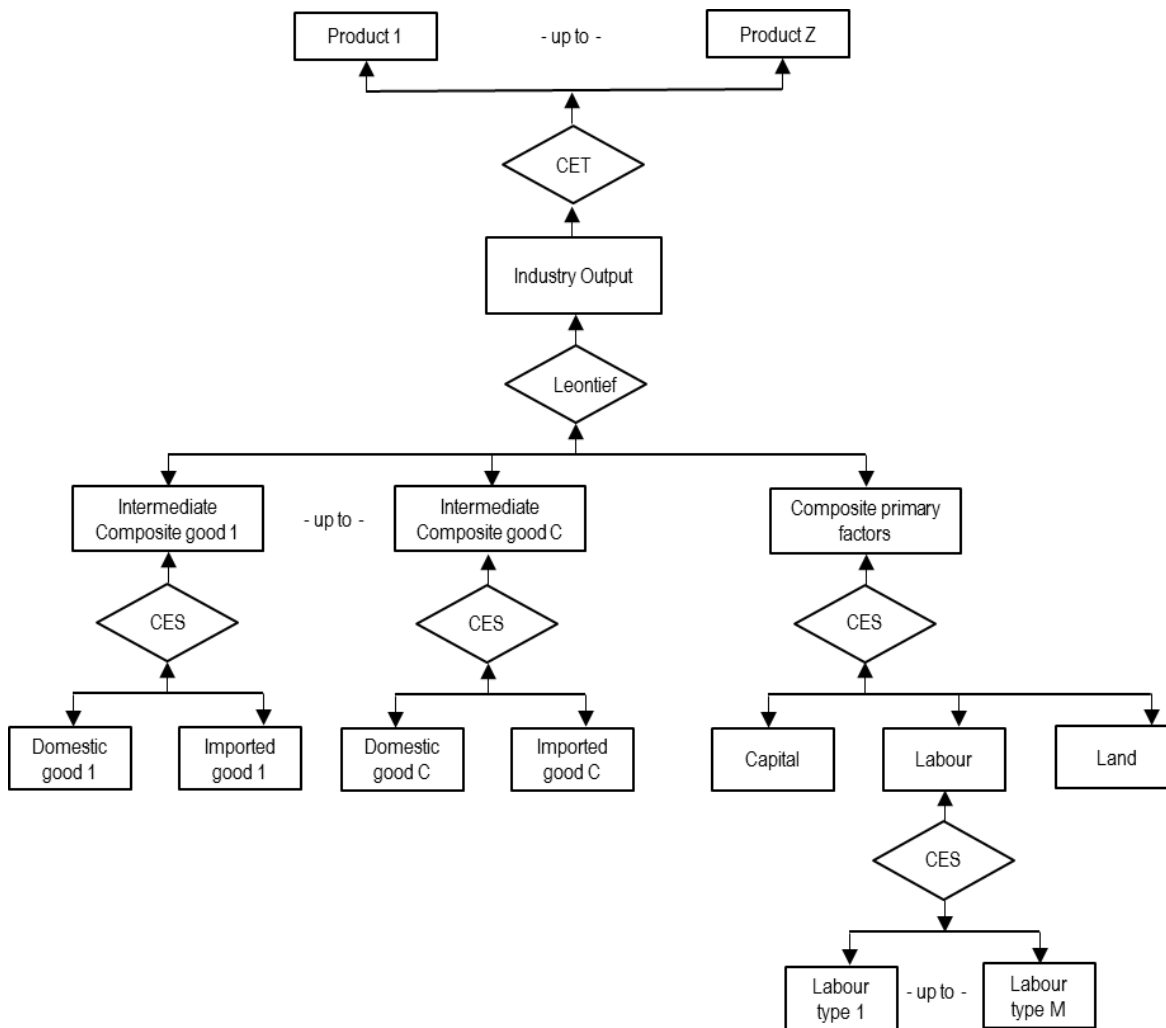 Product 1
- up to -
Product Z
CET
Industry Output
Leontief
Intermediate
Composite good 1
- up to -
Intermediate
Composite good C
Composite primary
factors
CES
CES
CES
Domestic
good 1
Imported
good 1
Domestic
good C
Imported
good C
Capital
Labour
Land
CES
Labour
type 1
- up to -
Labour
type M